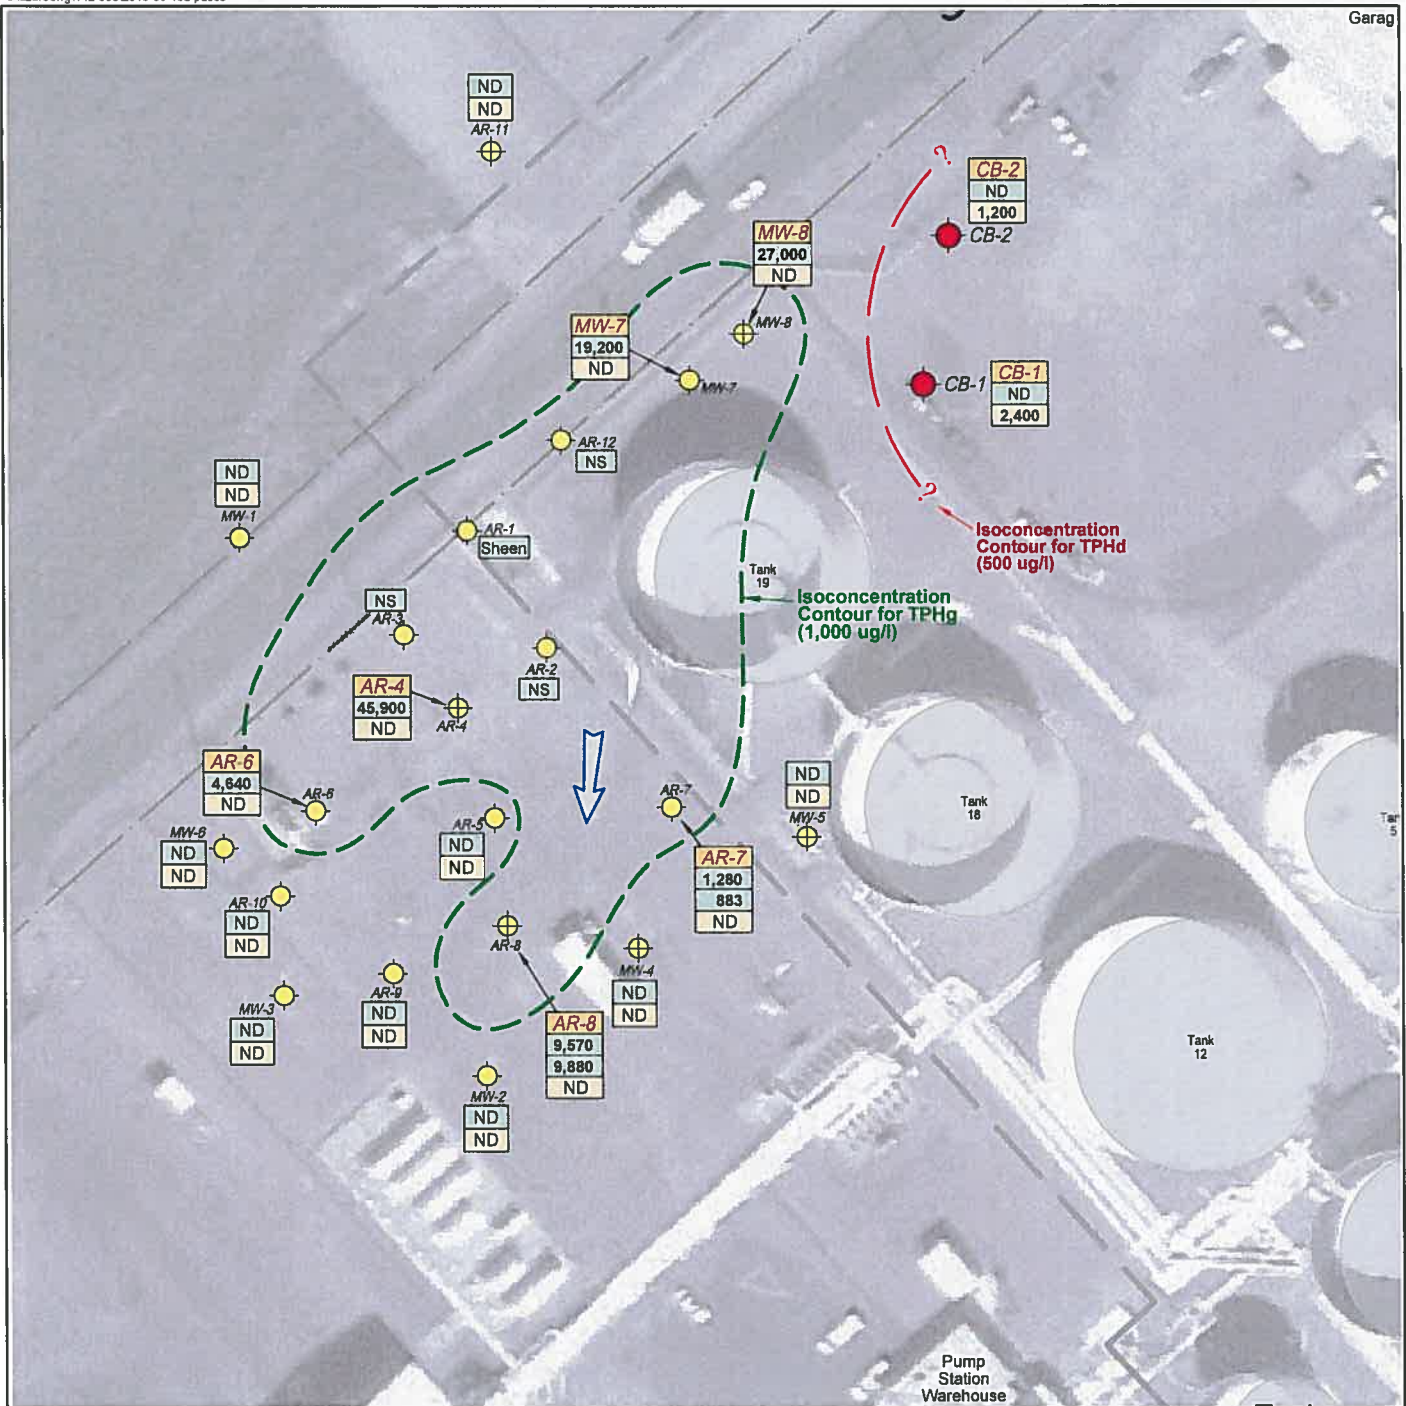 Garag
ND
ND
AR-11
CB-2
ND
1,200
CB-2
MW-8
27,000
ND
MW-8
MW-7
19,200
ND
MW-7
CB-1
CB-1
ND
2,400
?
?
AR-12
NS
ND
ND
MW-1
AR-1
Sheen
Isoconcentration
Contour for TPHd
(500 ug/l)
Tank
19
Isoconcentration
Contour for TPHg
(1,000 ug/l)
NS
AR-3
AR-2
NS
AR-4
45,900
ND
AR-4
AR-6
4,640
ND
AR-6
ND
ND
MW-5
AR-7
Tank
18
Tar
5
AR-5
ND
ND
MW-6
ND
ND
AR-7
1,280
883
ND
AR-10
ND
ND
AR-8
MW-4
ND
ND
AR-9
ND
ND
MW-3
ND
ND
AR-8
9,570
9,880
ND
Tank
12
MW-2
ND
ND
Pump
Station
Warehouse